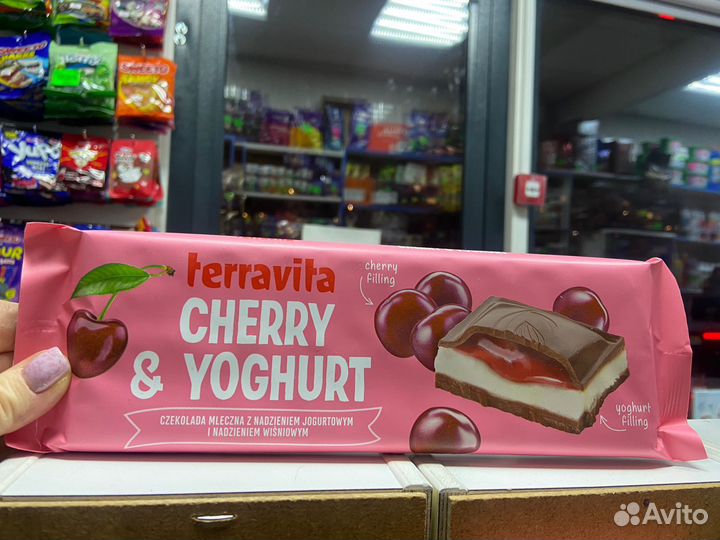 terravita
CHERRY
& YOGHURT
CZEKOLADA MLECZNA Z NADZIENIEM JOGURTOWYM
I NADZIENIEM WIŚNIOWYM
cherry
filling
yoghurt
filling
Avito